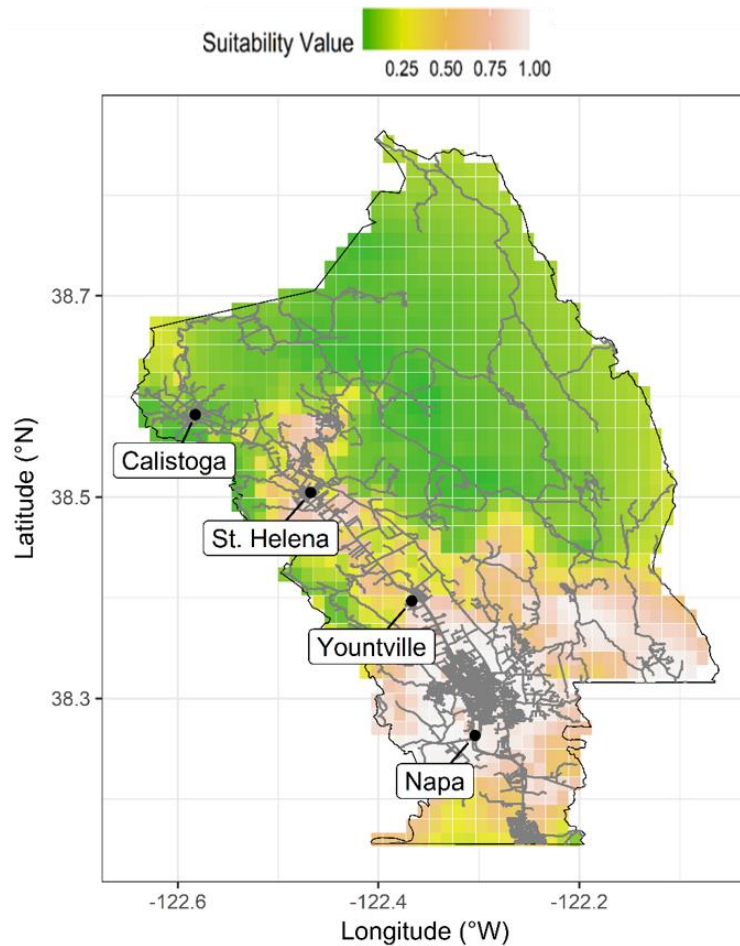 Suitability Value
0.25 0.50 0.75 1.00
38.7
Calistoga
38.5
St. Helena
Latitude (°N)
Yountville
38.3
Napa
-122.6 -122.4 -122.2
Longitude (°W)